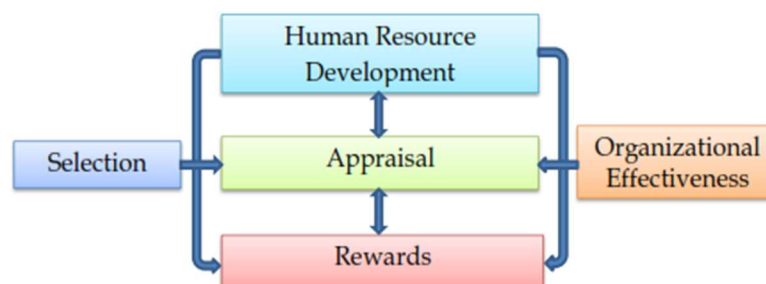 Human Resource
Development
Selection
Appraisal
Organizational
Effectiveness
Rewards